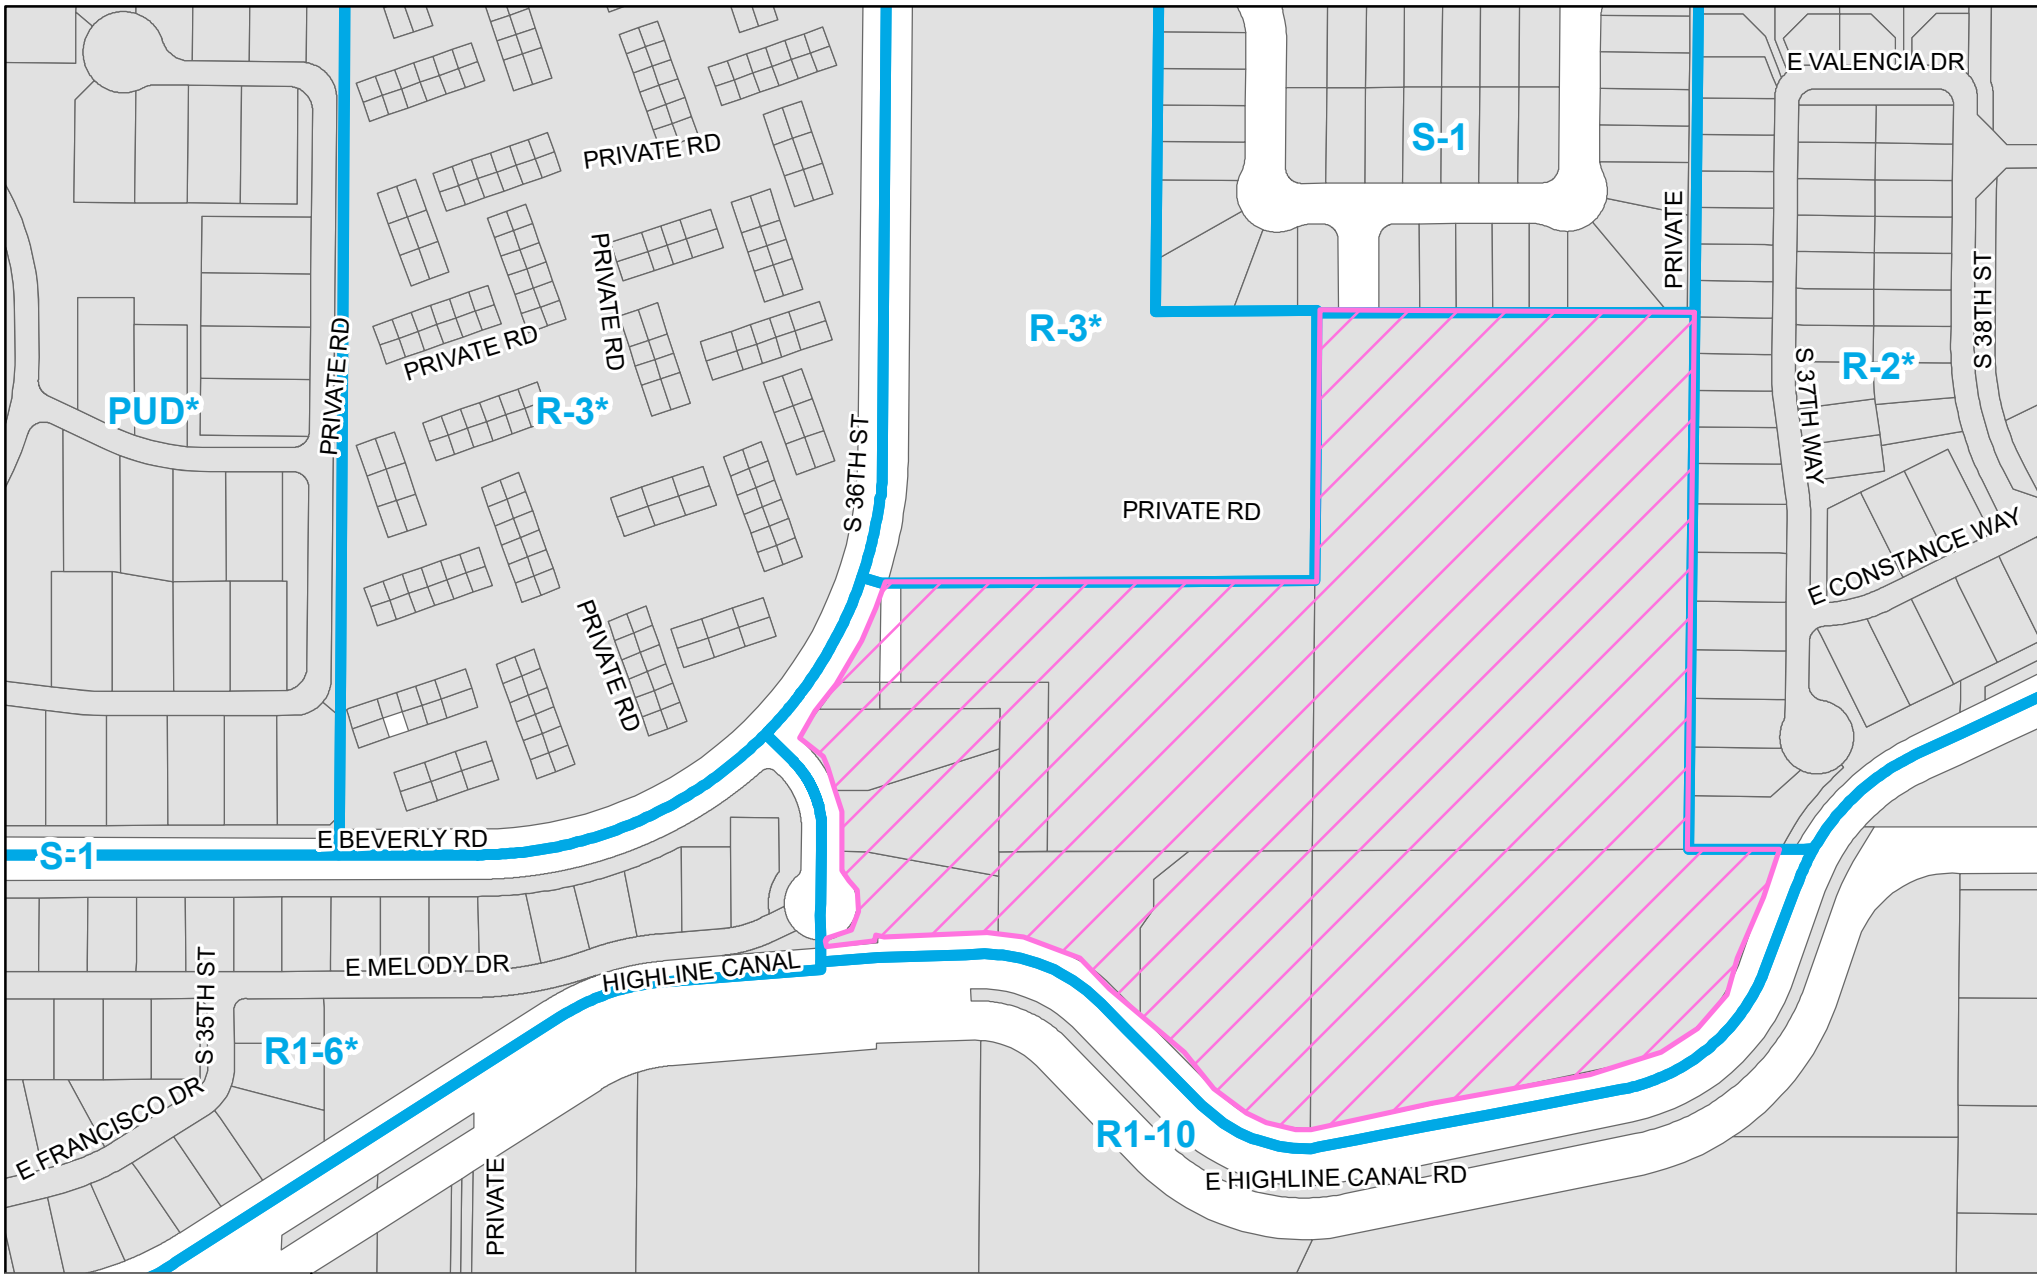 E VALENCIA DR
S-1
PRIVATE RD
PRIVATE
PRIVATE RD
S 38TH ST
R-3*
PRIVATE RD
PRIVATE RD
R-2*
S 37TH WAY
PUD*
R-3*
S 36TH ST
PRIVATE RD
E CONSTANCE WAY
PRIVATE RD
E BEVERLY RD
S-1
E MELODY DR
HIGHLINE CANAL
S 35TH ST
R1-6*
E FRANCISCO DR
R1-10
E HIGHLINE CANAL RD
PRIVATE